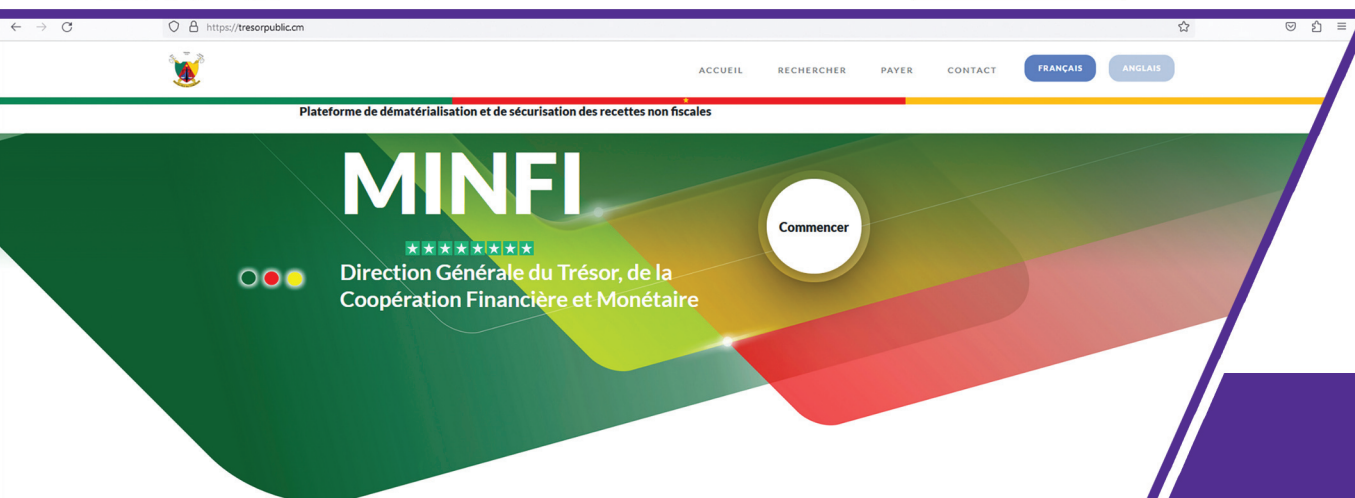 https://tresorpublic.cm
ACCUEIL RECHERCHER PAYER CONTACT FRANÇAIS ANGLAIS
Plateforme de dématérialisation et de sécurisation des recettes non fiscales
MINFI
Commencer
Direction Générale du Trésor, de la
Coopération Financière et Monétaire